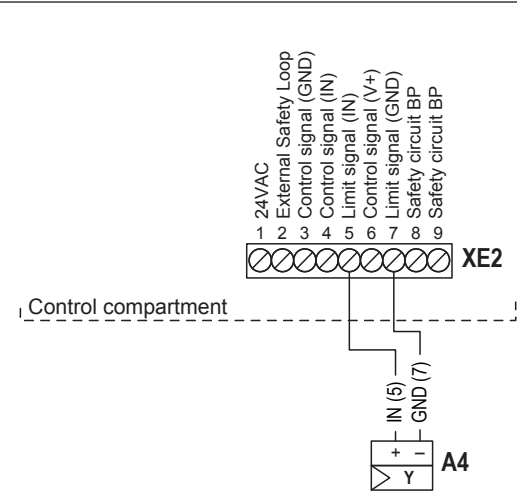 24VAC
External Safety Loop
Control signal (GND)
Control signal (IN)
Limit signal (IN)
Control signal (V+)
Limit signal (GND)
Safety circuit BP
Safety circuit BP
1 2 3 4 5 6 7 8 9
XE2
Control compartment
IN (5)
GND (7)
+ –
A4
Y